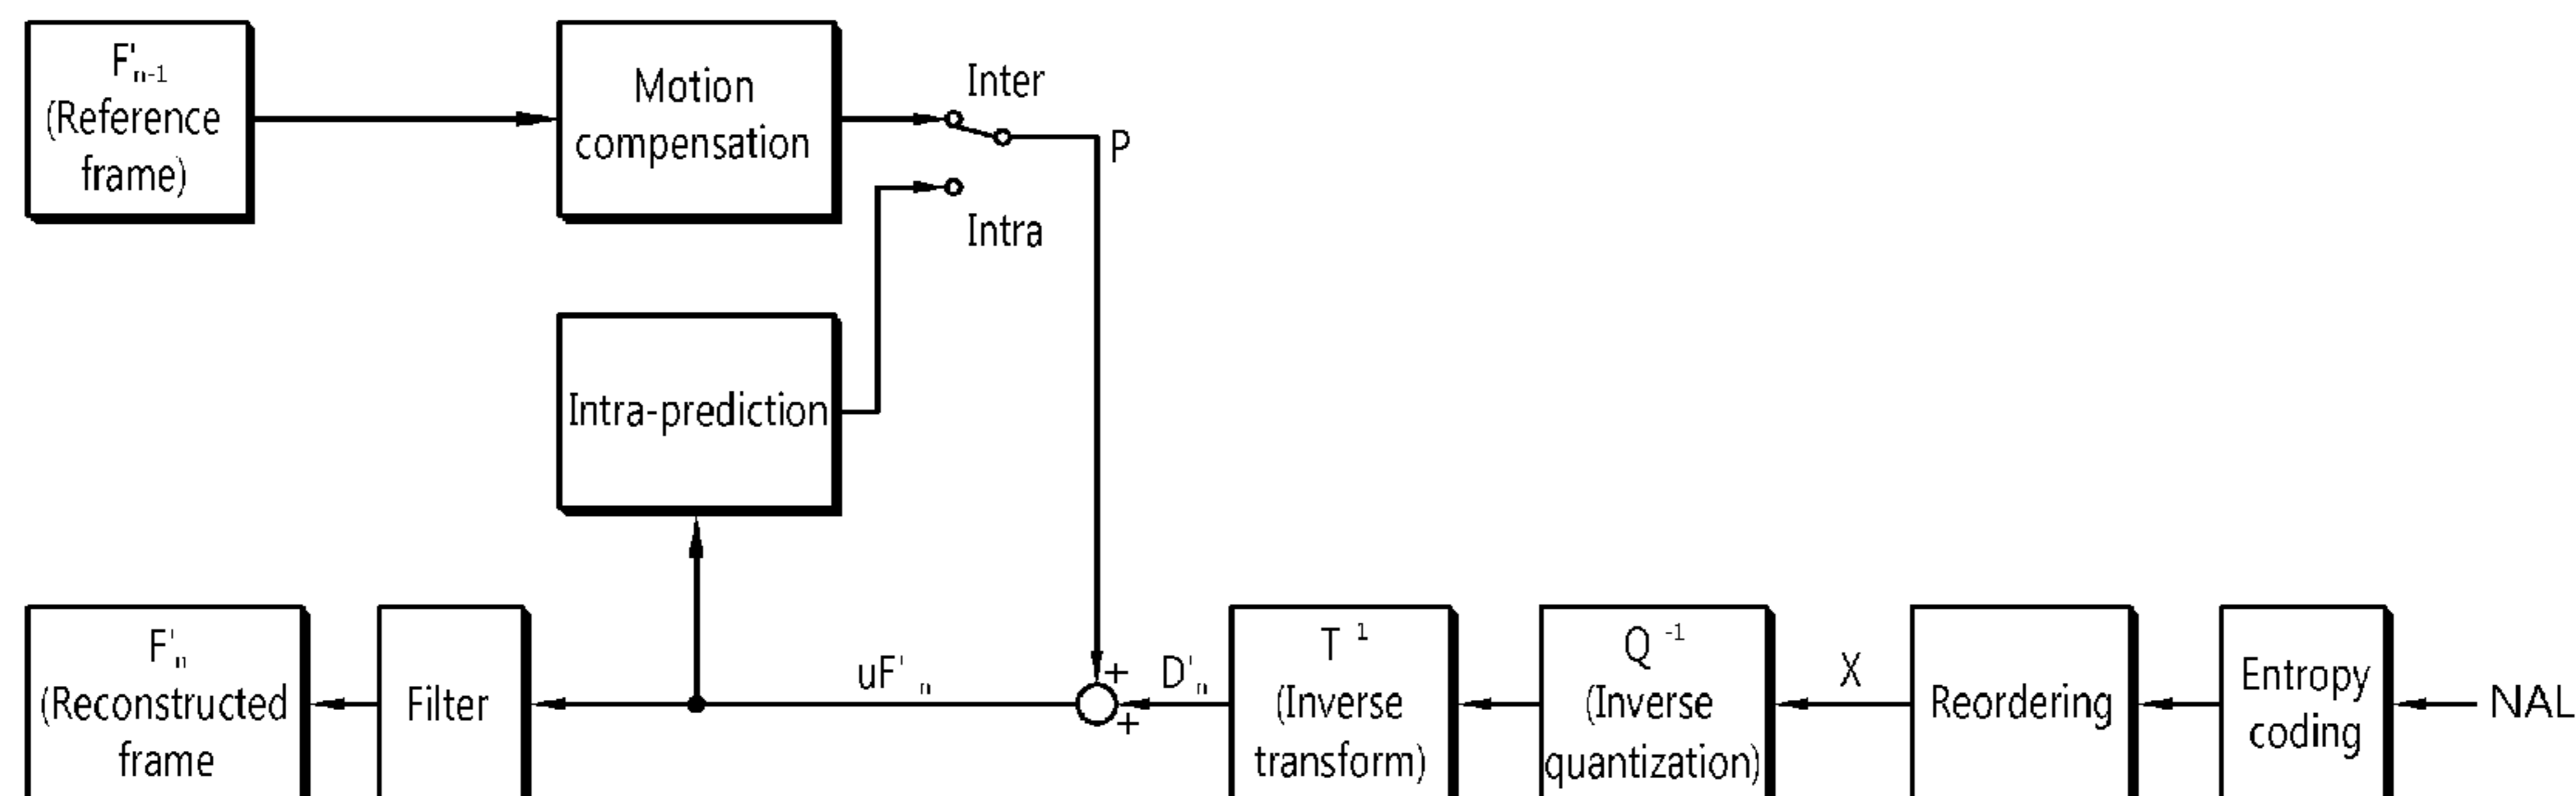 F'n-1
(Reference
frame)
Motion
compensation
Inter
P
Intra
Intra-prediction
F'n
(Reconstructed
frame
Filter
uF'n
+
+
D'n
T 1
(Inverse
transform)
Q -1
(Inverse
quantization)
X
Reordering
Entropy
coding
NAL